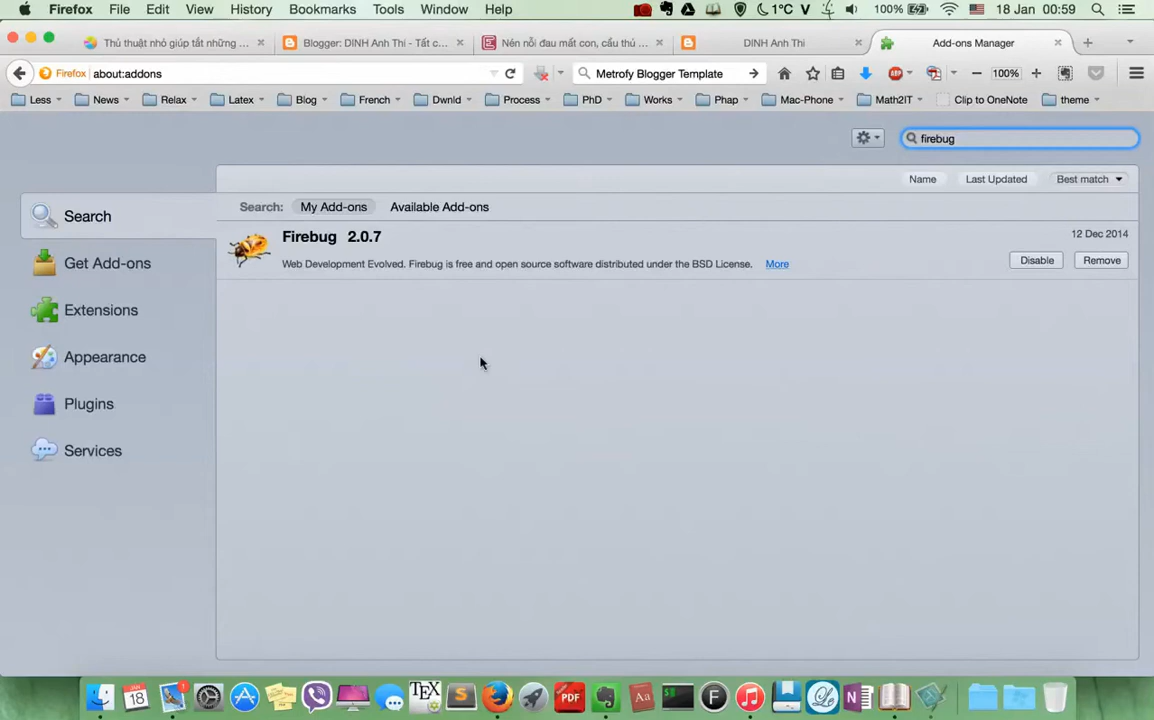 Firefox File Edit View History Bookmarks Tools Window Help 1°C V 100% 18 Jan 00:59
Thủ thuật nhỏ giúp tắt những ... Blogger: DINH Anh Thi - Tất c... Nén nỗi đau mất con, cầu thủ ... DINH Anh Thi Add-ons Manager
Firefox about:addons Metrofy Blogger Template 100%
Less News Relax Latex Blog French Dwnld Process PhD Works Phap Mac-Phone Math2IT Clip to OneNote theme
firebug
Name Last Updated Best match
Search
Search: My Add-ons Available Add-ons
Firebug 2.0.7 12 Dec 2014
Web Development Evolved. Firebug is free and open source software distributed under the BSD License. More Disable Remove
Get Add-ons
Extensions
Appearance
Plugins
Services
JAN 18 1 TEX S PDF Aa F N